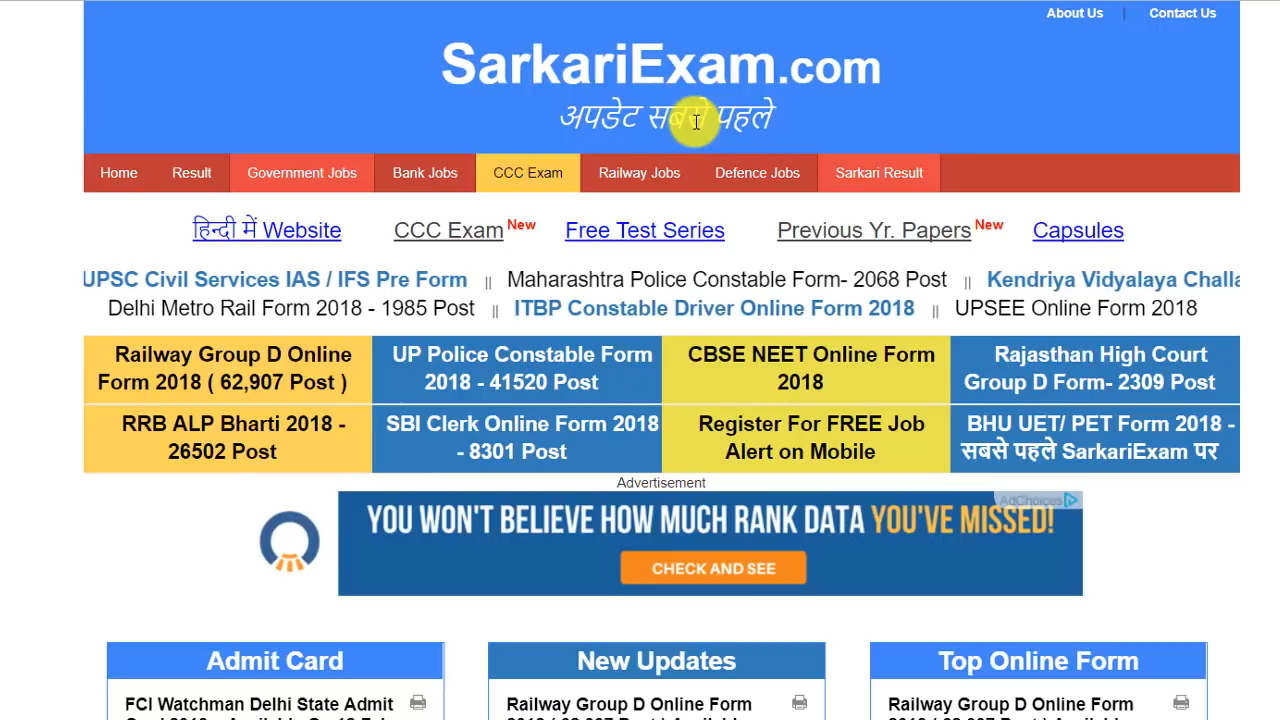 About Us | Contact Us
SarkariExam.com
अपडेट सबसे पहले
Home Result Government Jobs Bank Jobs CCC Exam Railway Jobs Defence Jobs Sarkari Result
हिन्दी में Website CCC Exam New Free Test Series Previous Yr. Papers New Capsules
UPSC Civil Services IAS / IFS Pre Form || Maharashtra Police Constable Form- 2068 Post || Kendriya Vidyalaya Challa
Delhi Metro Rail Form 2018 - 1985 Post || ITBP Constable Driver Online Form 2018 || UPSEE Online Form 2018
Railway Group D Online
Form 2018 ( 62,907 Post )
UP Police Constable Form
2018 - 41520 Post
CBSE NEET Online Form
2018
Rajasthan High Court
Group D Form- 2309 Post
RRB ALP Bharti 2018 -
26502 Post
SBI Clerk Online Form 2018
- 8301 Post
Register For FREE Job
Alert on Mobile
BHU UET/ PET Form 2018 -
सबसे पहले SarkariExam पर
Advertisement
AdChoices
YOU WON'T BELIEVE HOW MUCH RANK DATA YOU'VE MISSED!
CHECK AND SEE
Admit Card
FCI Watchman Delhi State Admit
New Updates
Railway Group D Online Form
Top Online Form
Railway Group D Online Form